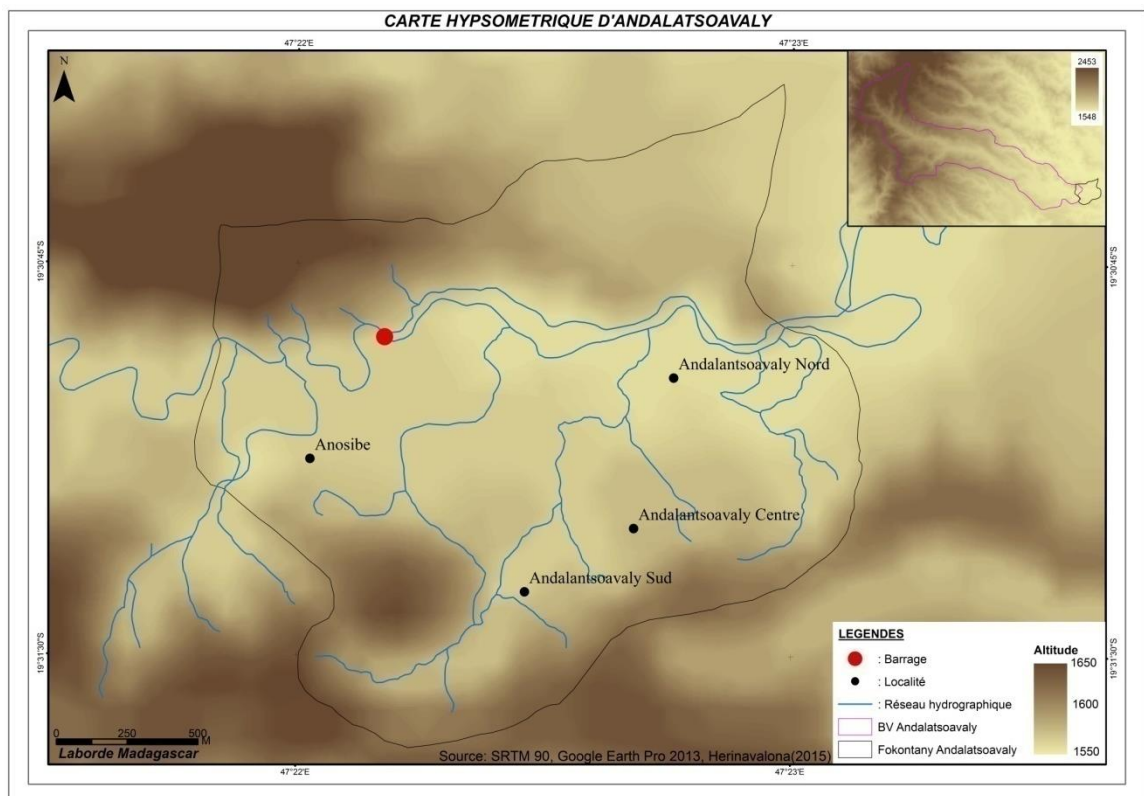 CARTE HYPSOMETRIQUE D'ANDALATSOAVALY
47°22'E
47°23'E
N
2453
1548
19°30'45"S
19°30'45"S
Andalantsoavaly Nord
Anosibe
Andalantsoavaly Centre
Andalantsoavaly Sud
19°31'30"S
19°31'30"S
LEGENDES
: Barrage
: Localité
: Réseau hydrographique
: BV Andalatsoavaly
: Fokontany Andalatsoavaly
Altitude
1650
1600
1550
0 250 500
M
Laborde Madagascar
Source: SRTM 90, Google Earth Pro 2013, Herinavalona(2015)
47°22'E
47°23'E